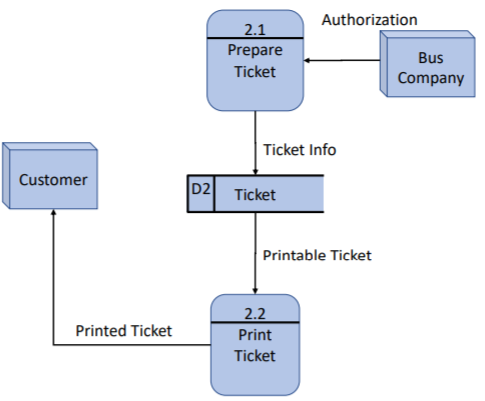 Authorization
2.1
Prepare
Ticket
Bus
Company
Ticket Info
Customer
D2
Ticket
Printable Ticket
2.2
Print
Ticket
Printed Ticket